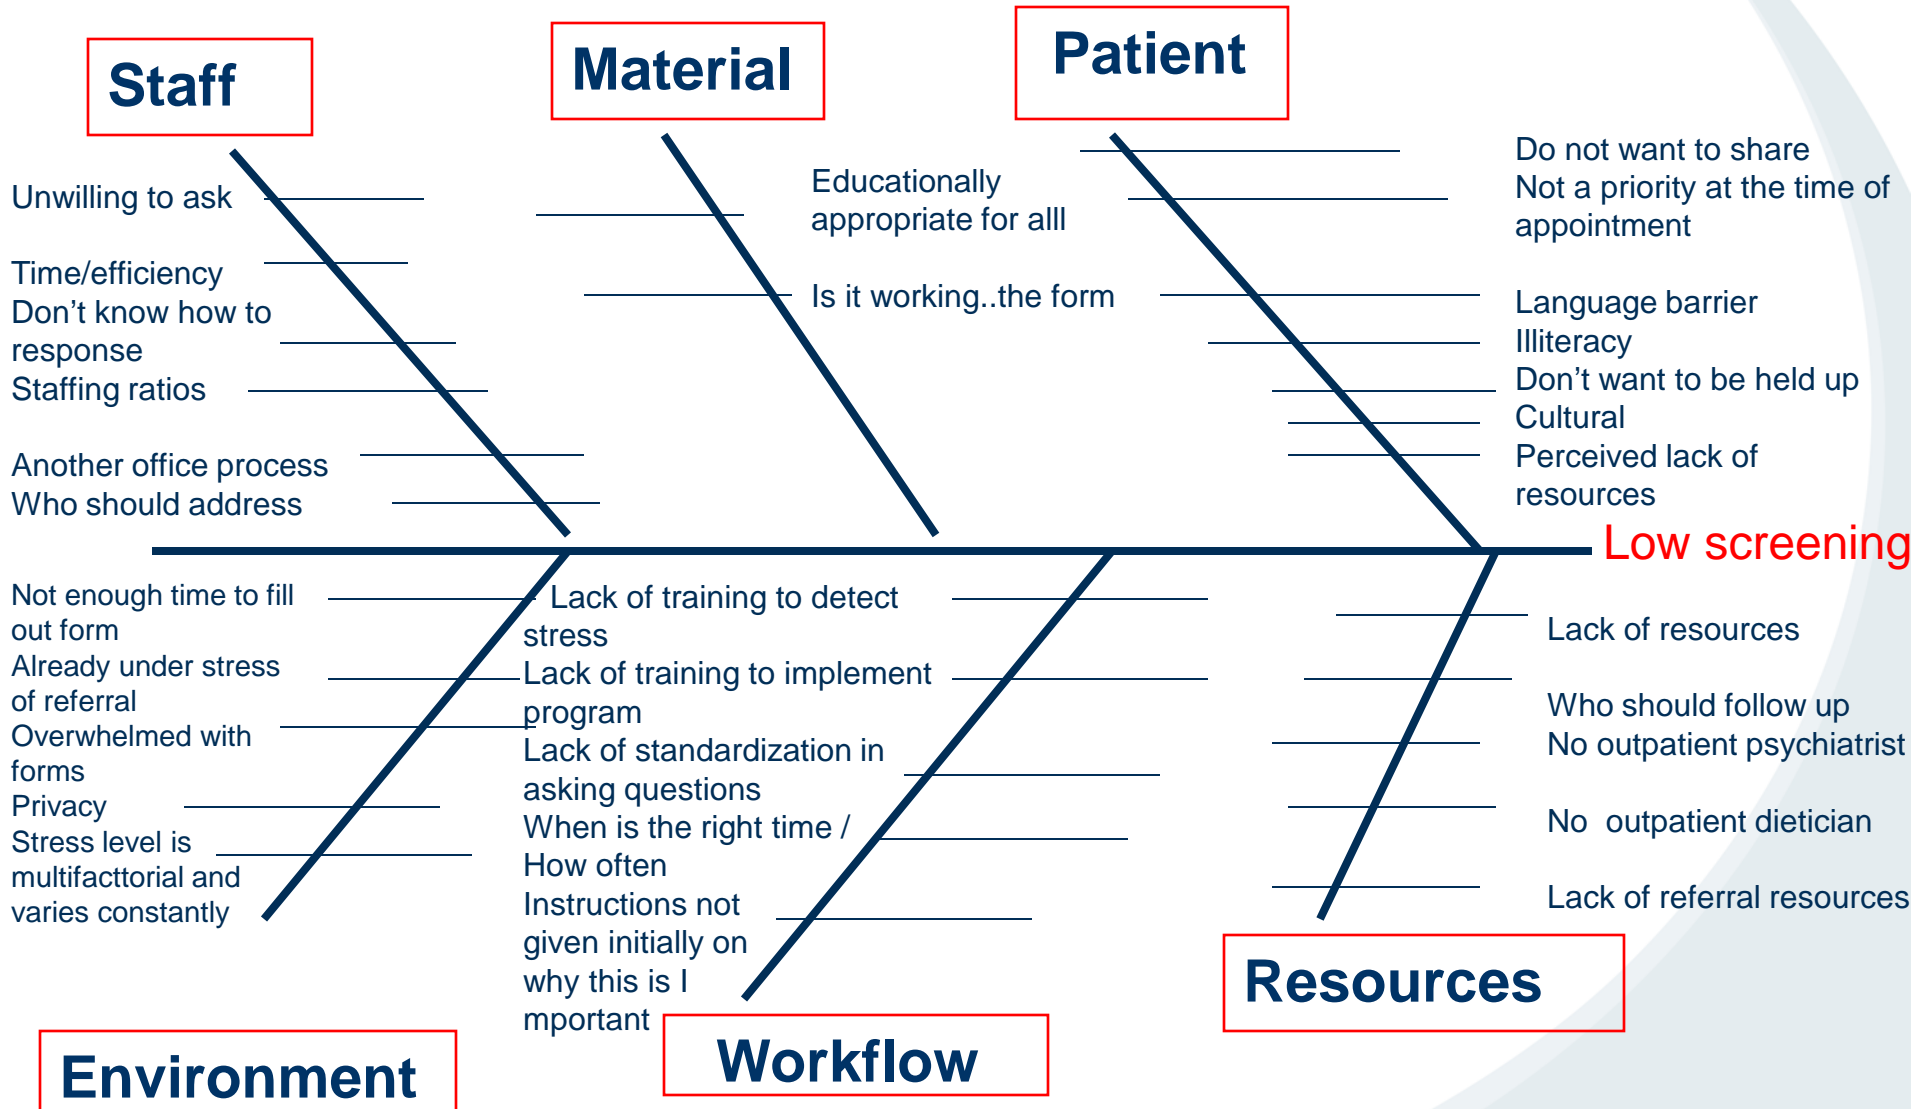 Staff
Material
Patient
Unwilling to ask
Time/efficiency
Don’t know how to
response
Staffing ratios
Another office process
Who should address
Educationally
appropriate for alll
Is it working..the form
Do not want to share
Not a priority at the time of
appointment
Language barrier
Illiteracy
Don’t want to be held up
Cultural
Perceived lack of
resources
Low screening
Not enough time to fill
out form
Already under stress
of referral
Overwhelmed with
forms
Privacy
Stress level is
multifacttorial and
varies constantly
Lack of training to detect
stress
Lack of training to implement
program
Lack of standardization in
asking questions
When is the right time /
How often
Instructions not
given initially on
why this is I
mportant
Lack of resources
Who should follow up
No outpatient psychiatrist
No outpatient dietician
Lack of referral resources
Resources
Workflow
Environment